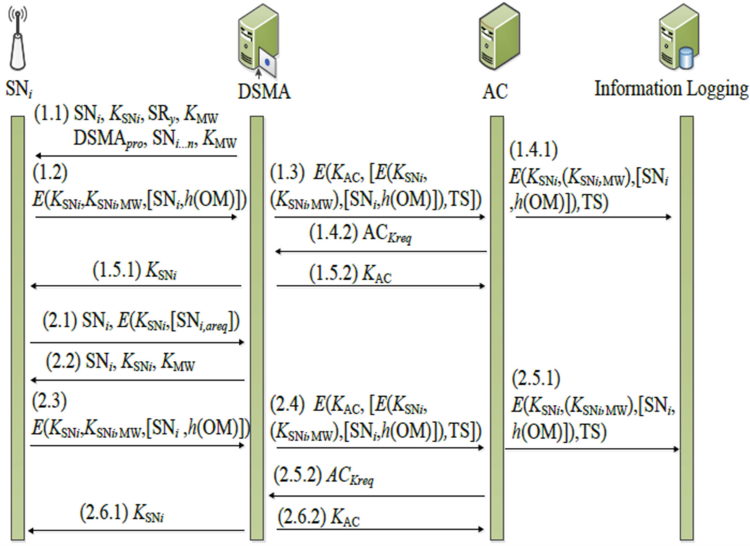 SNi
DSMA
AC
Information Logging
(1.1) SNi, KSNi, SRy, KMW
DSMApro, SNi...n, KMW
(1.2)
E(KSNi,KSNi,MW,[SNi,h(OM)])
(1.3) E(KAC, [E(KSNi,
(KSNi,MW),[SNi,h(OM)]),TS])
(1.4.1)
E(KSNi,(KSNi,MW),[SNi
,h(OM)]),TS)
(1.4.2) ACKreq
(1.5.1) KSNi
(1.5.2) KAC
(2.1) SNi, E(KSNi,[SNi,areq])
(2.2) SNi, KSNi, KMW
(2.3)
E(KSNi,KSNi,MW,[SNi ,h(OM)])
(2.4) E(KAC, [E(KSNi,
(KSNi,MW),[SNi,h(OM)]),TS])
(2.5.1)
E(KSNi,(KSNi,MW),[SNi,
h(OM)]),TS)
(2.5.2) ACKreq
(2.6.1) KSNi
(2.6.2) KAC